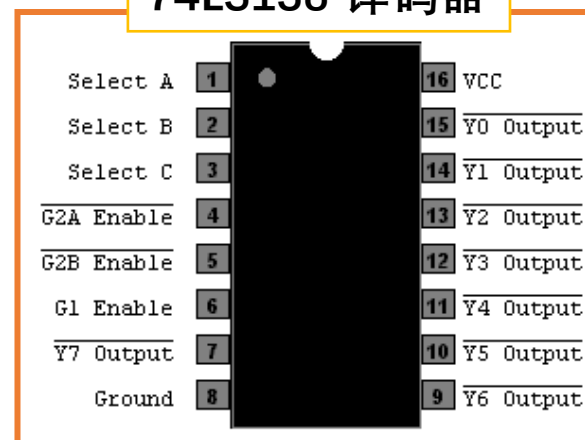 74LS138 译码器
Select A 1 16 VCC
Select B 2 15 Y0 Output
Select C 3 14 Y1 Output
G2A Enable 4 13 Y2 Output
G2B Enable 5 12 Y3 Output
G1 Enable 6 11 Y4 Output
Y7 Output 7 10 Y5 Output
Ground 8 9 Y6 Output